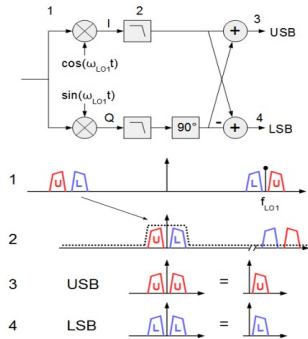 1 I 2 3
USB
cos(ω_LO1 t)
sin(ω_LO1 t)
Q 90° - 4
LSB
1 U L L U
f_LO1
2 U L L U
3 USB U U = U
4 LSB L L = L